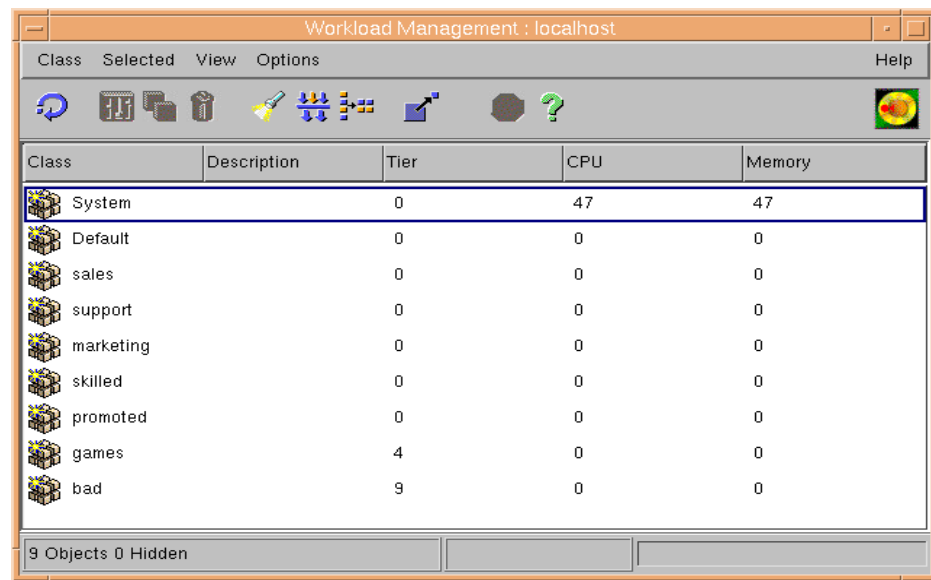 Workload Management : localhost
Class Selected View Options Help
Class Description Tier CPU Memory
System 0 47 47
Default 0 0 0
sales 0 0 0
support 0 0 0
marketing 0 0 0
skilled 0 0 0
promoted 0 0 0
games 4 0 0
bad 9 0 0
9 Objects 0 Hidden